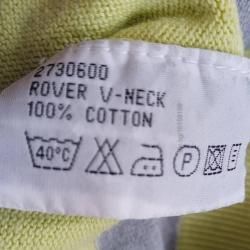 2730600
ROVER V-NECK
100% COTTON
40°C P